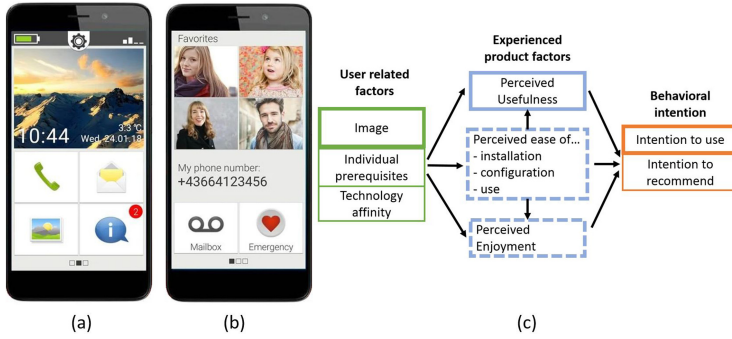 10:44
3.3 °C
Wed, 24.01.18
2
(a)
Favorites
My phone number:
+43664123456
Mailbox
Emergency
(b)
User related
factors
Image
Individual
prerequisites
Technology
affinity
Experienced
product factors
Perceived
Usefulness
Perceived ease of...
- installation
- configuration
- use
Perceived
Enjoyment
Behavioral
intention
Intention to use
Intention to
recommend
(c)